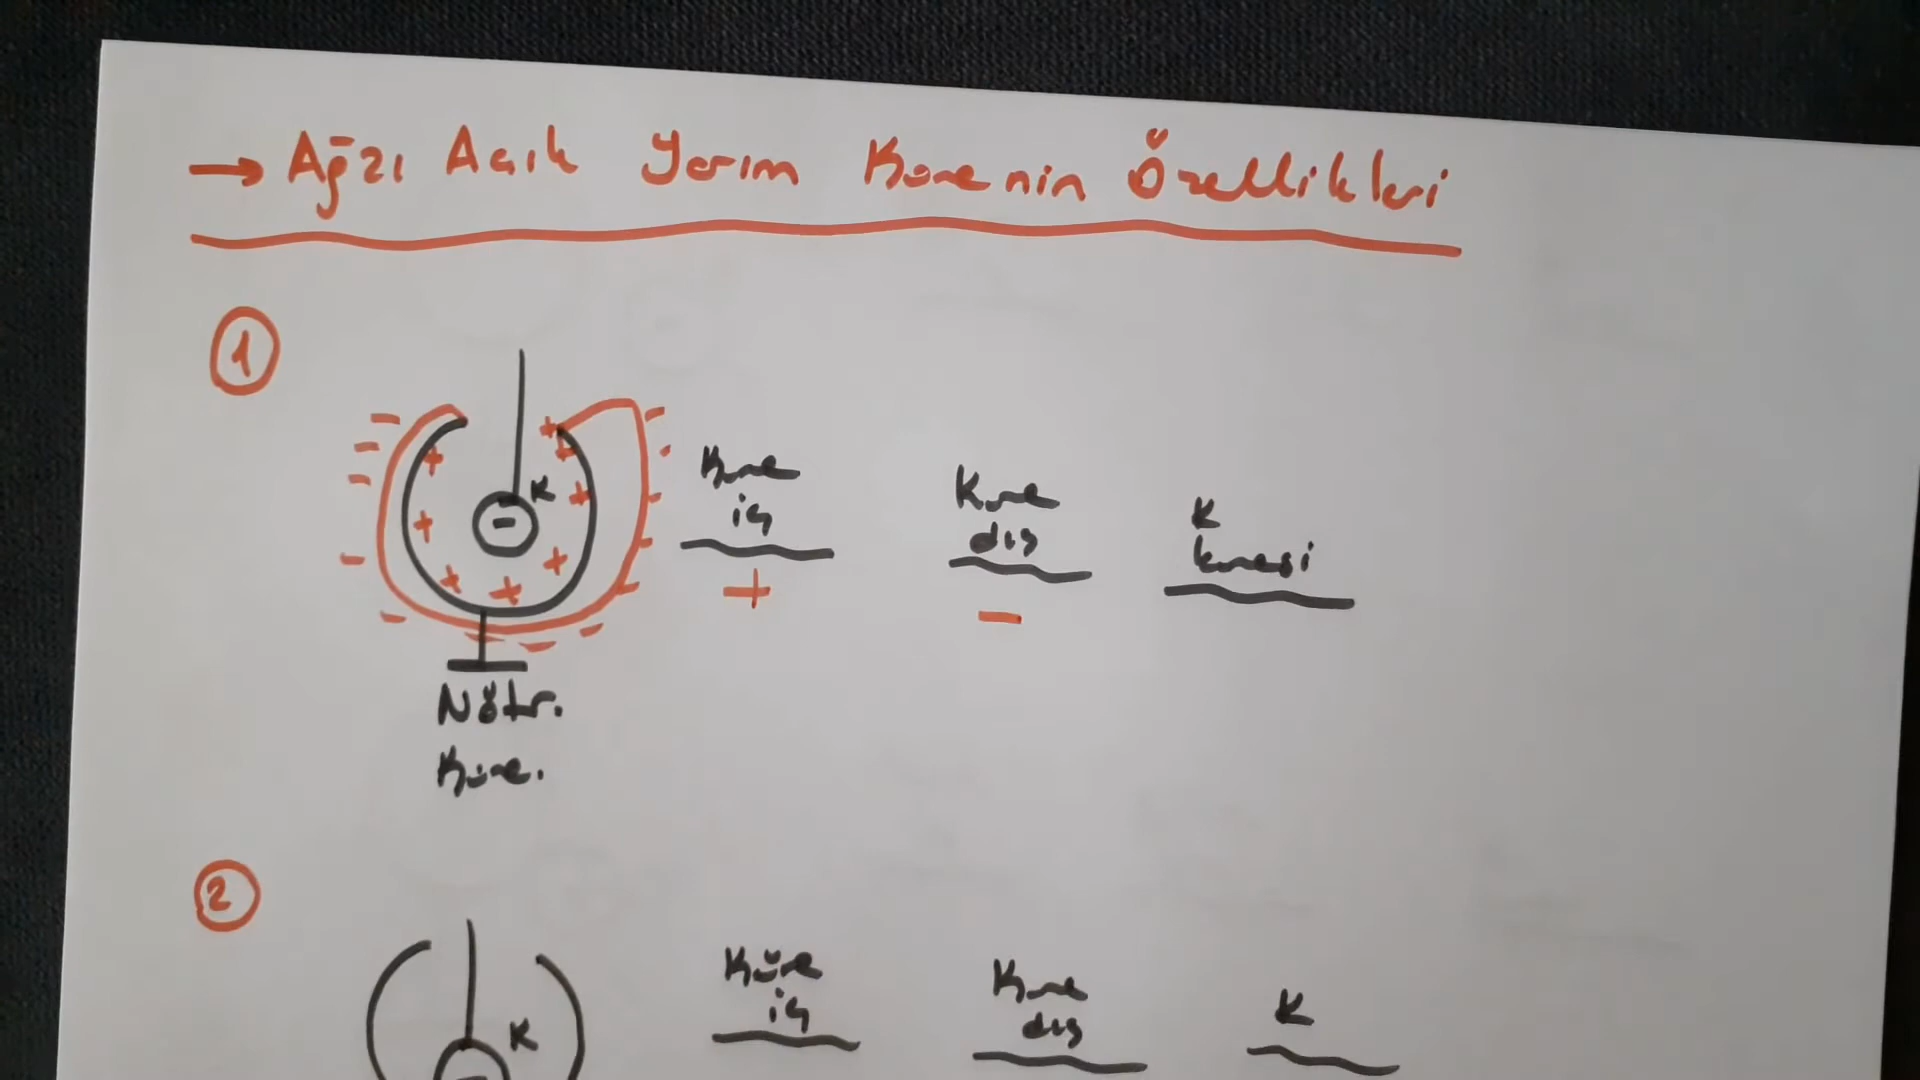 → Ağzı Açık Yarım Kürenin Özellikleri
1
K
-
Küre
iç
+
Küre
dış
-
K
küresi
Nötr.
Küre.
2
K
Küre
iç
Küre
dış
K